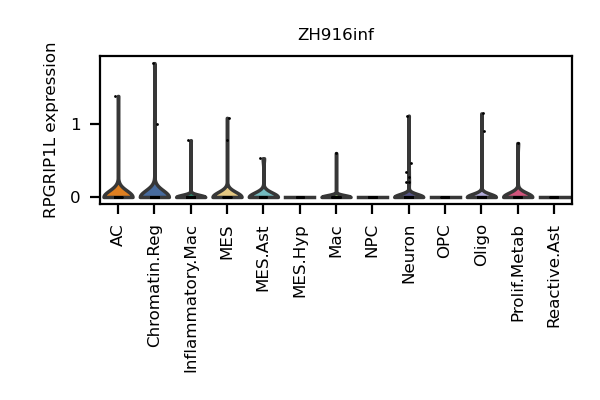 ZH916inf
RPGRIP1L expression
1
0
AC
Chromatin.Reg
Inflammatory.Mac
MES
MES.Ast
MES.Hyp
Mac
NPC
Neuron
OPC
Oligo
Prolif.Metab
Reactive.Ast